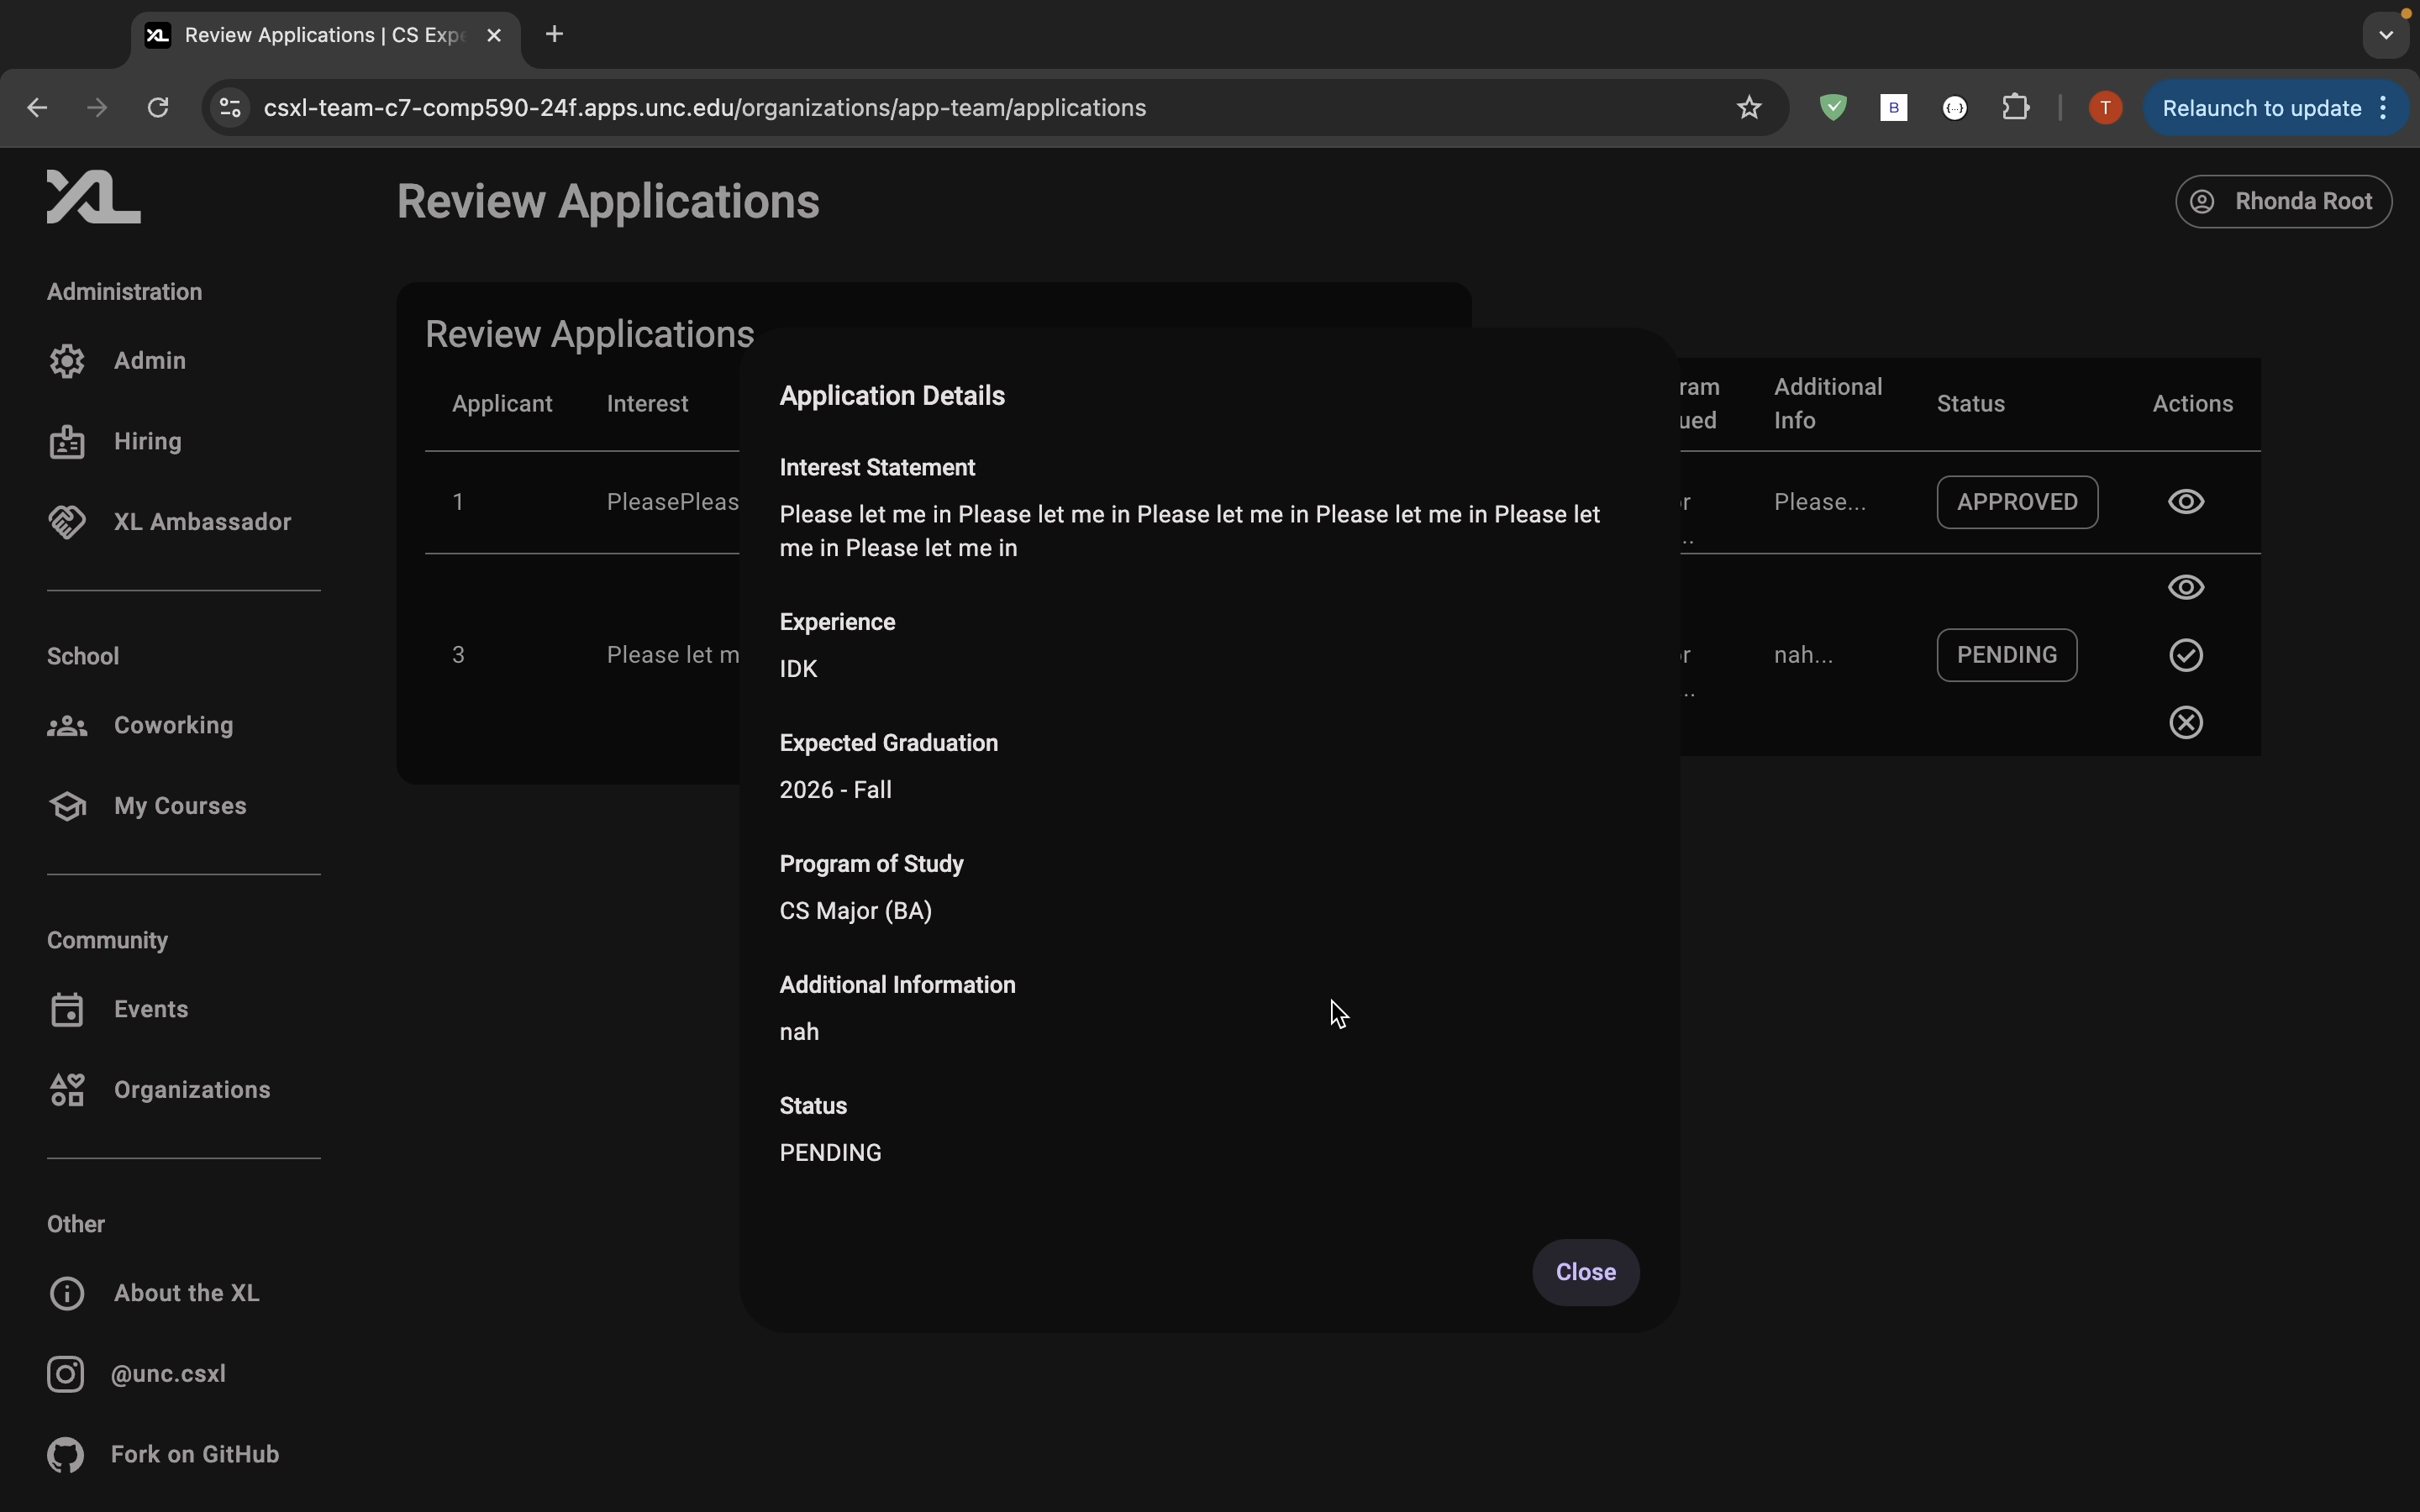 Review Applications | CS Expe
csxl-team-c7-comp590-24f.apps.unc.edu/organizations/app-team/applications
B
{...}
T
Relaunch to update
XL
Review Applications
Rhonda Root
Administration
Admin
Hiring
XL Ambassador
School
Coworking
My Courses
Community
Events
Organizations
Other
About the XL
@unc.csxl
Fork on GitHub
Review Applications
Applicant Interest ram ued Additional Info Status Actions
1 PleasePleas r .. Please... APPROVED
3 Please let m or .. nah... PENDING
Application Details
Interest Statement
Please let me in Please let me in Please let me in Please let me in Please let
me in Please let me in
Experience
IDK
Expected Graduation
2026 - Fall
Program of Study
CS Major (BA)
Additional Information
nah
Status
PENDING
Close